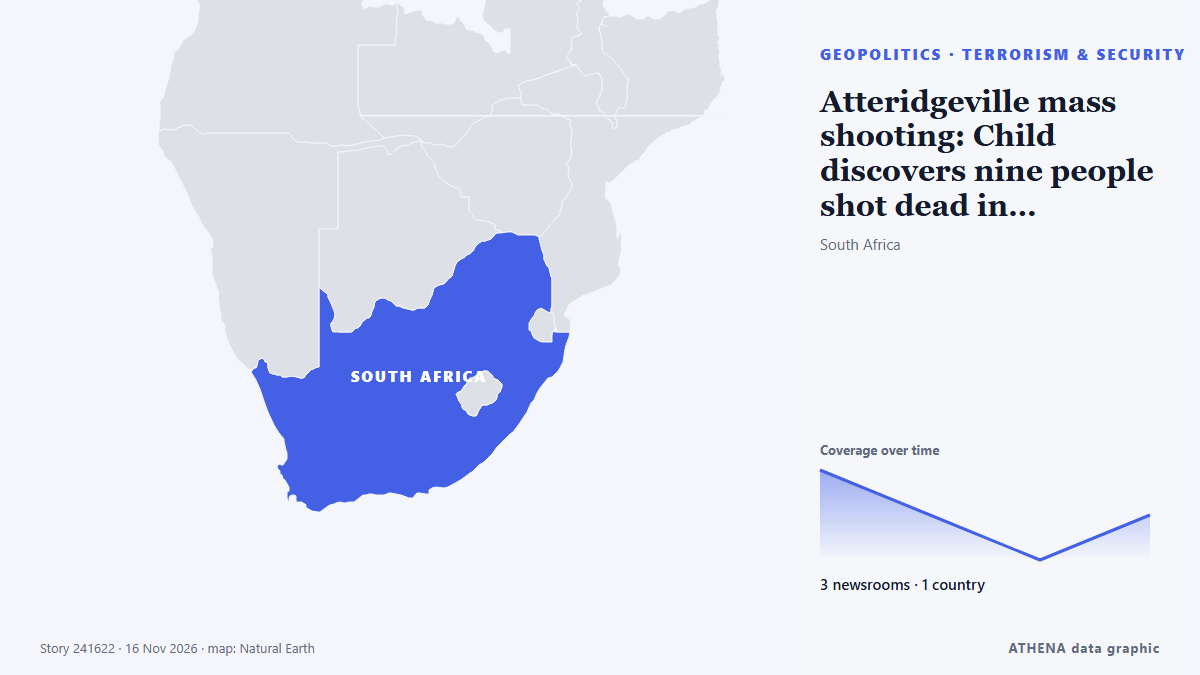 GEOPOLITICS · TERRORISM & SECURITY
Atteridgeville mass
shooting: Child
discovers nine people
shot dead in...
South Africa
SOUTH AFRICA
Coverage over time
3 newsrooms · 1 country
Story 241622 · 16 Nov 2026 · map: Natural Earth
ATHENA data graphic